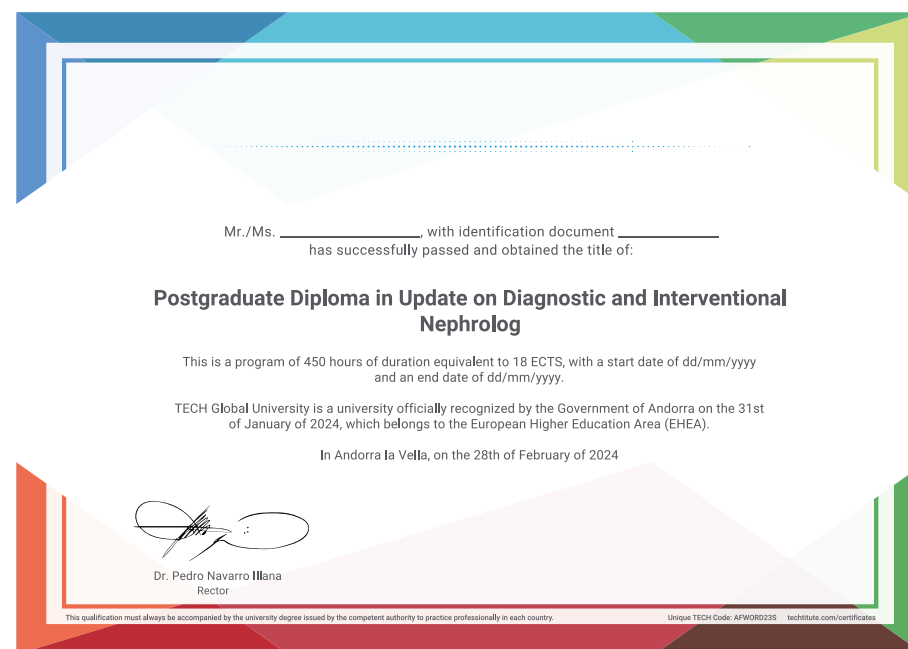 Mr./Ms. ____________________, with identification document ____________
has successfully passed and obtained the title of:
Postgraduate Diploma in Update on Diagnostic and Interventional
Nephrolog
This is a program of 450 hours of duration equivalent to 18 ECTS, with a start date of dd/mm/yyyy
and an end date of dd/mm/yyyy.
TECH Global University is a university officially recognized by the Government of Andorra on the 31st
of January of 2024, which belongs to the European Higher Education Area (EHEA).
In Andorra la Vella, on the 28th of February of 2024
Dr. Pedro Navarro Illana
Rector
This qualification must always be accompanied by the university degree issued by the competent authority to practice professionally in each country. Unique TECH Code: AFWORD23S techtitute.com/certificates